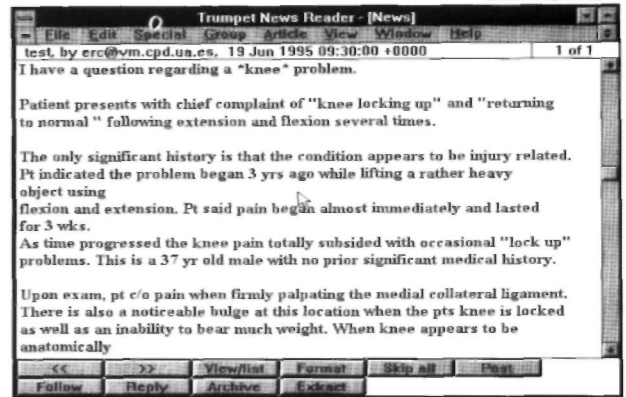 Trumpet News Reader - [News]
File Edit Special Group Article View Window Help
test, by erc@vm.cpd.ua.es, 19 Jun 1995 09:30:00 +0000 1 of 1
I have a question regarding a *knee* problem.
Patient presents with chief complaint of "knee locking up" and "returning
to normal " following extension and flexion several times.
The only significant history is that the condition appears to be injury related.
Pt indicated the problem began 3 yrs ago while lifting a rather heavy
object using
flexion and extension. Pt said pain began almost immediately and lasted
for 3 wks.
As time progressed the knee pain totally subsided with occasional "lock up"
problems. This is a 37 yr old male with no prior significant medical history.
Upon exam, pt c/o pain when firmly palpating the medial collateral ligament.
There is also a noticeable bulge at this location when the pts knee is locked
as well as an inability to bear much weight. When knee appears to be
anatomically
<< >> View/list Format Skip all Post
Follow Reply Archive Extract